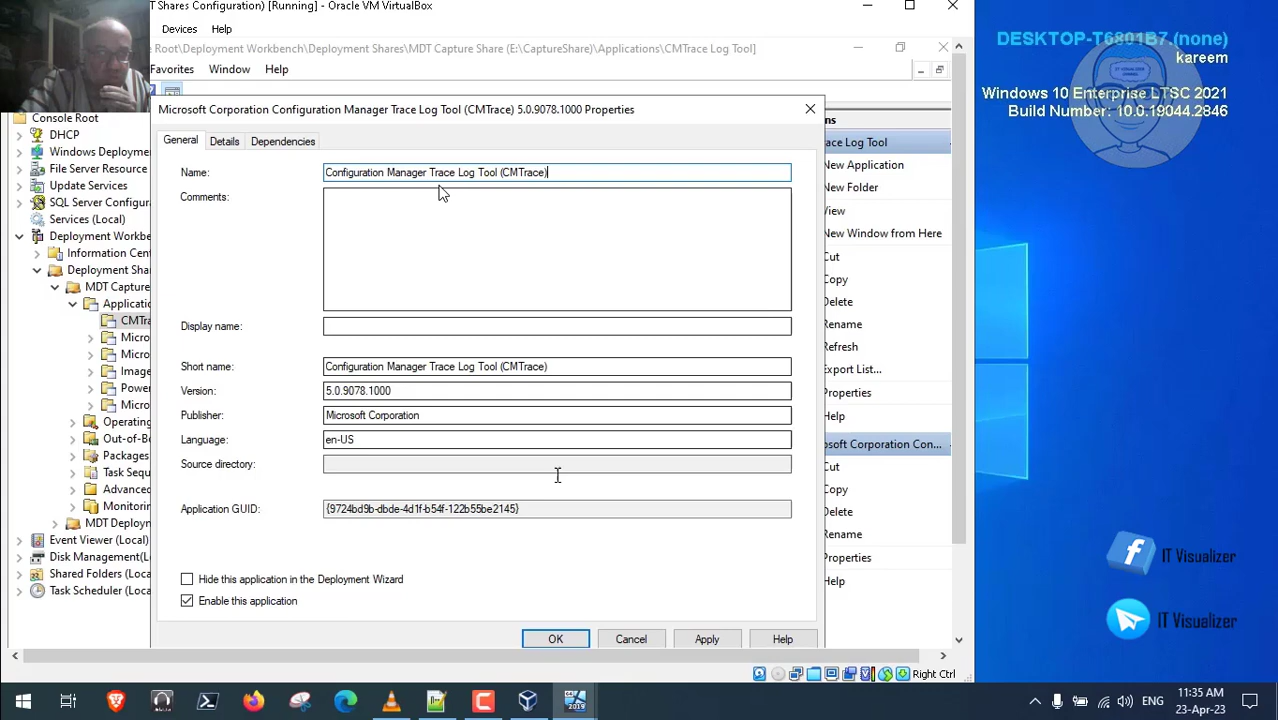 T Shares Configuration) [Running] - Oracle VM VirtualBox
Devices Help
Root\Deployment Workbench\Deployment Shares\MDT Capture Share (E:\CaptureShare)\Applications\CMTrace Log Tool]
Favorites Window Help
Microsoft Corporation Configuration Manager Trace Log Tool (CMTrace) 5.0.9078.1000 Properties
General Details Dependencies
Name: Configuration Manager Trace Log Tool (CMTrace)
Comments:
Display name:
Short name: Configuration Manager Trace Log Tool (CMTrace)
Version: 5.0.9078.1000
Publisher: Microsoft Corporation
Language: en-US
Source directory:
Application GUID: {9724bd9b-dbde-4d1f-b54f-122b55be2145}
Hide this application in the Deployment Wizard
Enable this application
OK Cancel Apply Help
Console Root
DHCP
Windows Deployme
File Server Resource
Update Services
SQL Server Configura
Services (Local)
Deployment Workb
Information Cent
Deployment Sha
MDT Capture
Applicatio
CMTra
Micro
Micro
Image
Power
Micro
Operating
Out-of-Bo
Packages
Task Sequ
Advanced
Monitorin
MDT Deploym
Event Viewer (Local)
Disk Management(Lo
Shared Folders (Loca
Task Scheduler (Loca
ns
ace Log Tool
New Application
New Folder
View
New Window from Here
Cut
Copy
Delete
Rename
Refresh
Export List...
Properties
Help
osoft Corporation Con...
Cut
Copy
Delete
Rename
Properties
Help
Right Ctrl
DESKTOP-T6801B7.(none)
kareem
Windows 10 Enterprise LTSC 2021
Build Number: 10.0.19044.2846
IT Visualizer
IT Visualizer
ENG
11:35 AM
23-Apr-23
2019